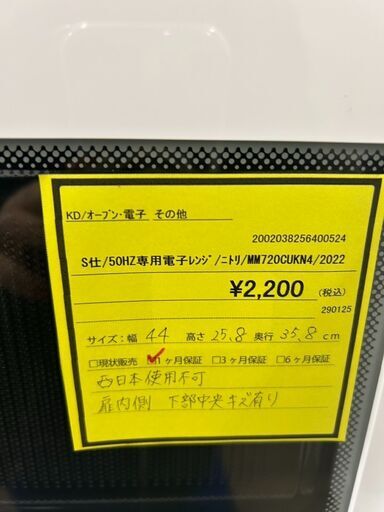 KD/オーブン・電子 その他
2002038256400524
S仕/50HZ専用電子ﾚﾝｼﾞ/ﾆﾄﾘ/MM720CUKN4/2022
¥2,200 (税込)
290125
サイズ:幅 44 高さ 25.8 奥行 35.8 cm
□現状販売 ☑1ヶ月保証 □3ヶ月保証 □6ヶ月保証
西日本使用不可
扉内側 下部中央キズ有り